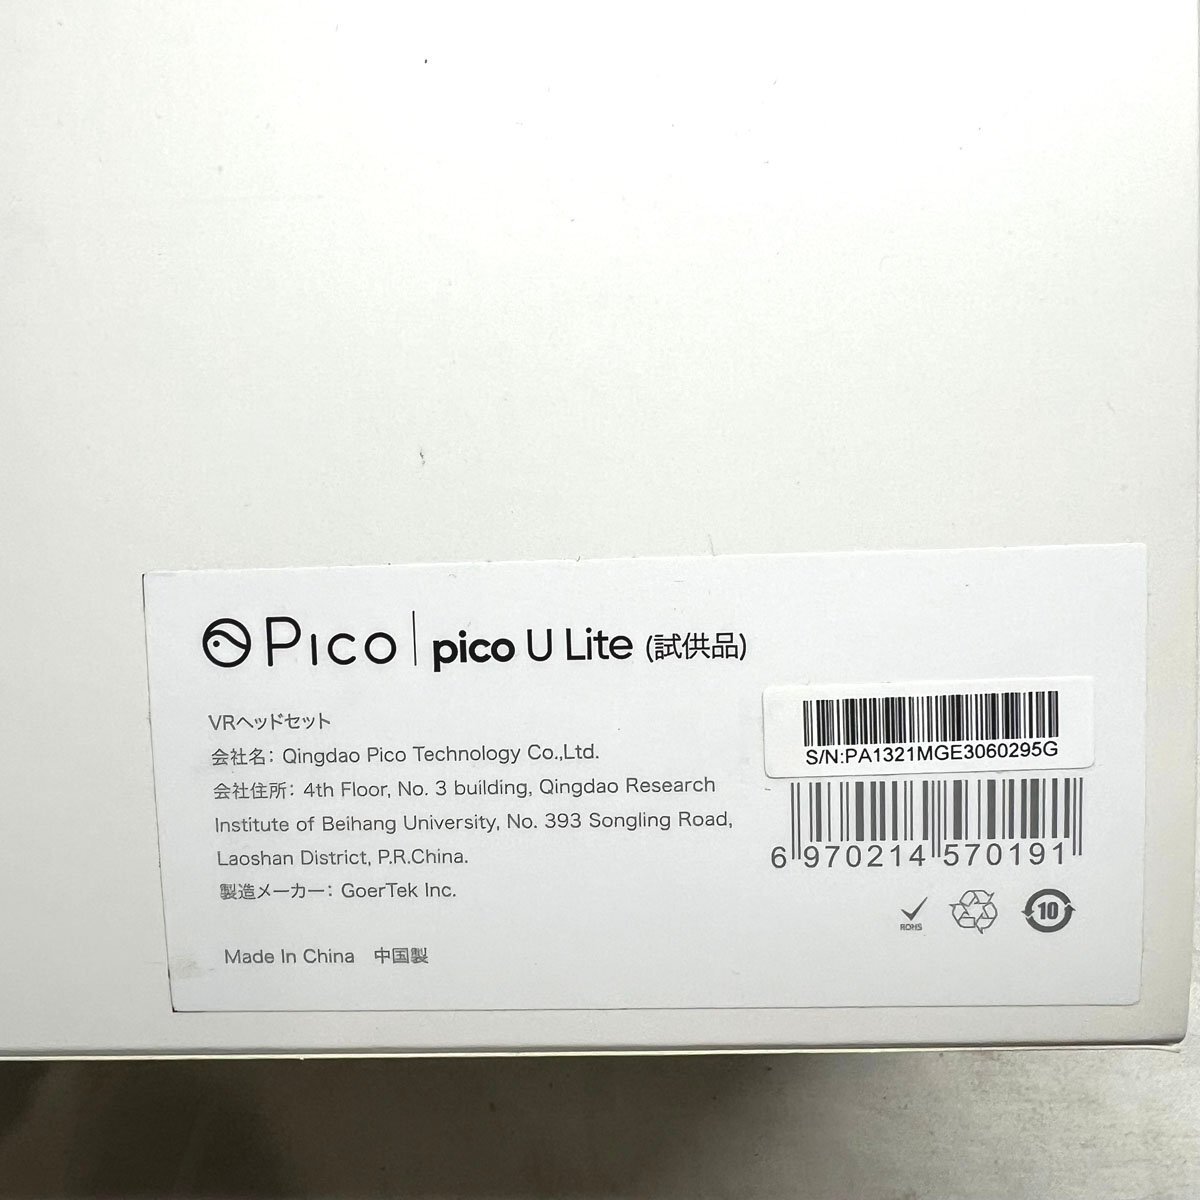 Pico | pico U Lite (試供品)
VRヘッドセット
会社名: Qingdao Pico Technology Co.,Ltd.
会社住所: 4th Floor, No. 3 building, Qingdao Research
Institute of Beihang University, No. 393 Songling Road,
Laoshan District, P.R.China.
製造メーカー: GoerTek Inc.
Made In China 中国製
S/N:PA1321MGE3060295G
6 970214 570191
ROHS
10